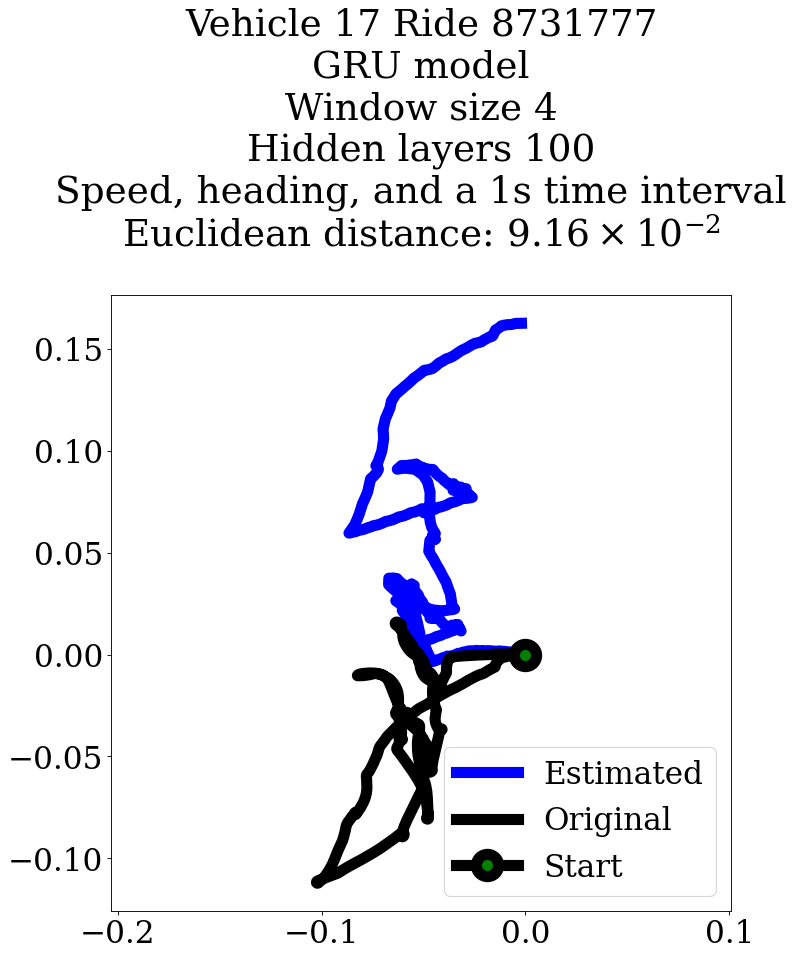 Vehicle 17 Ride 8731777
GRU model
Window size 4
Hidden layers 100
Speed, heading, and a 1s time interval
Euclidean distance: 9.16 × 10⁻²
0.15
0.10
0.05
0.00
−0.05
−0.10
Estimated
Original
Start
−0.2
−0.1
0.0
0.1